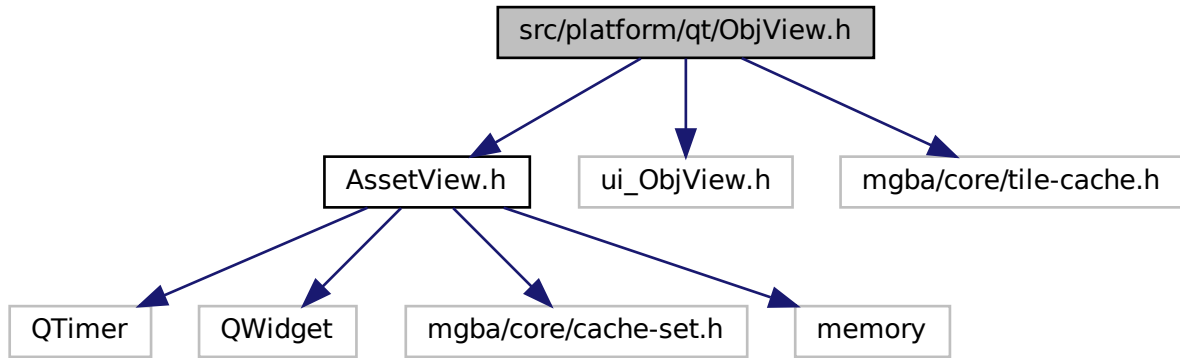 src/platform/qt/ObjView.h
AssetView.h
ui_ObjView.h
mgba/core/tile-cache.h
QTimer
QWidget
mgba/core/cache-set.h
memory